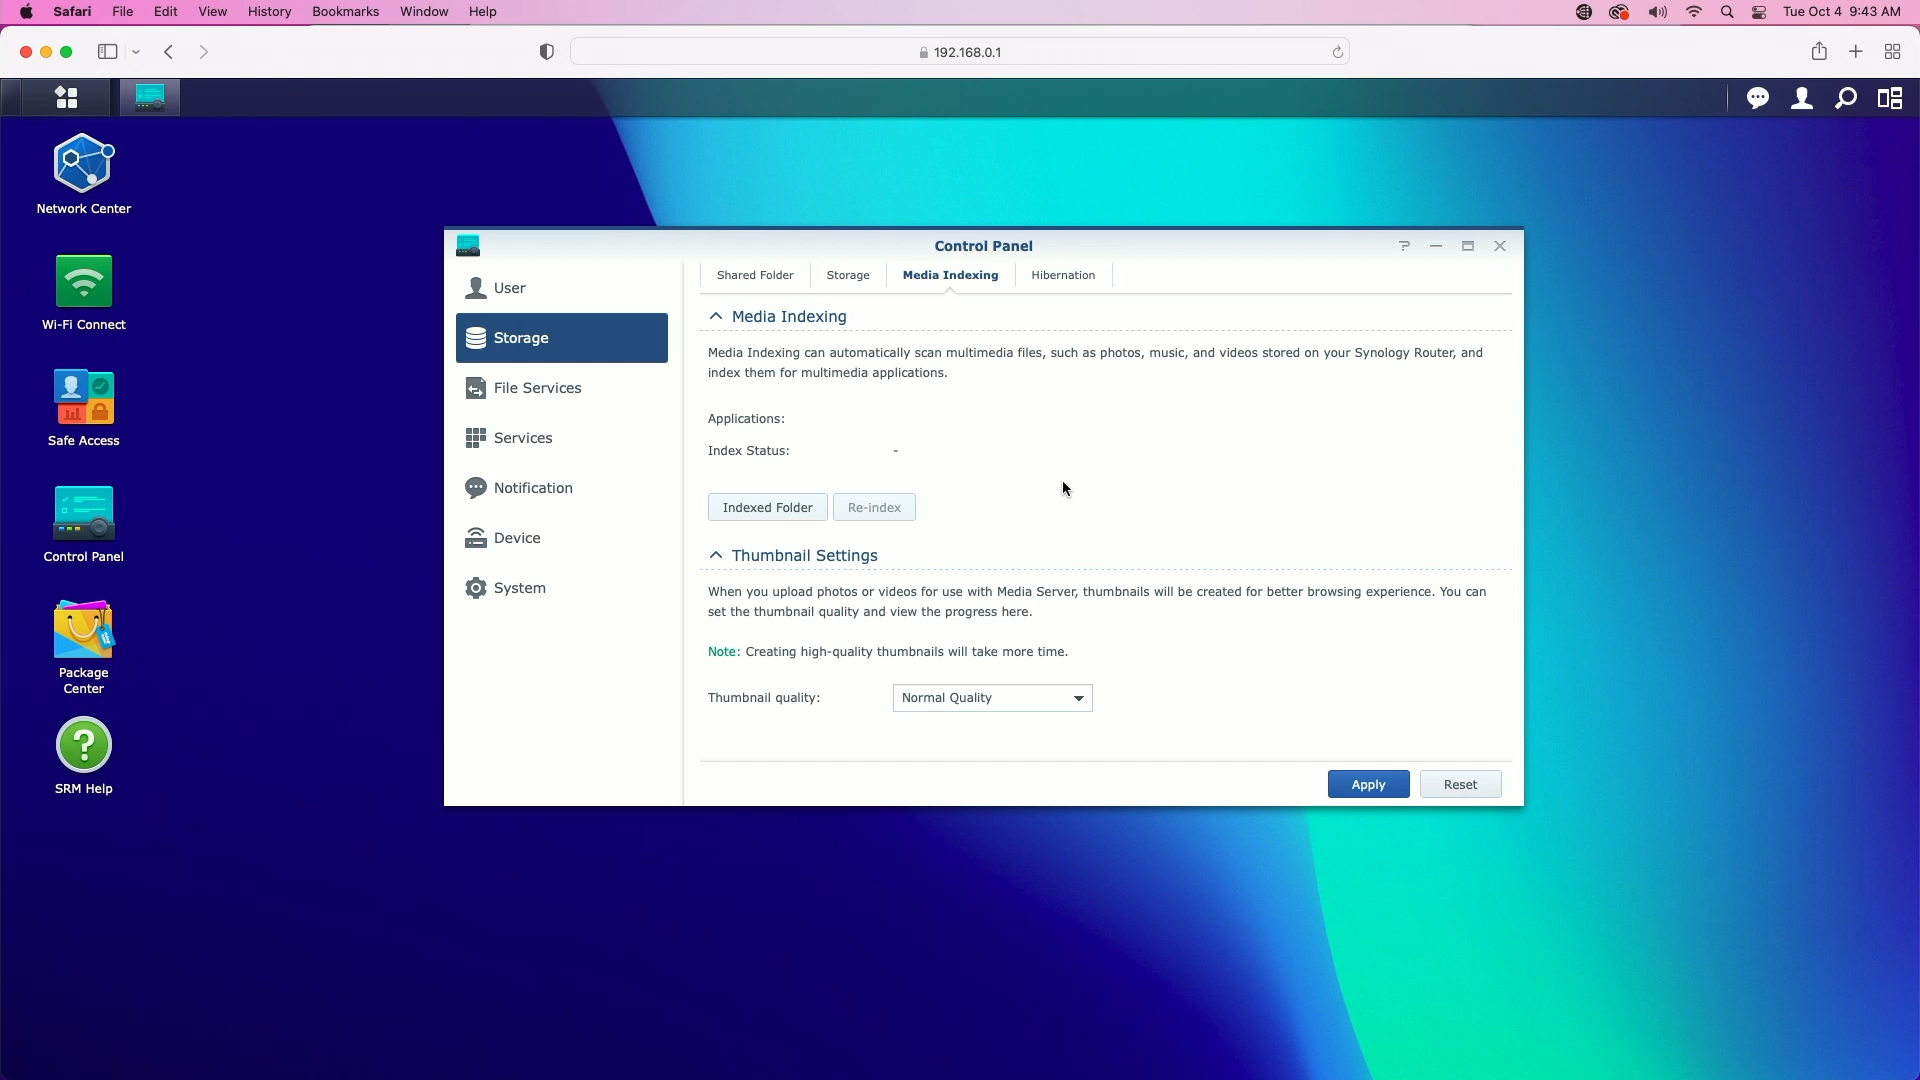 Safari File Edit View History Bookmarks Window Help Tue Oct 4 9:43 AM
192.168.0.1
Network Center
Wi-Fi Connect
Safe Access
Control Panel
Package
Center
SRM Help
Control Panel
User
Storage
File Services
Services
Notification
Device
System
Shared Folder Storage Media Indexing Hibernation
Media Indexing
Media Indexing can automatically scan multimedia files, such as photos, music, and videos stored on your Synology Router, and
index them for multimedia applications.
Applications:
Index Status: -
Indexed Folder Re-index
Thumbnail Settings
When you upload photos or videos for use with Media Server, thumbnails will be created for better browsing experience. You can
set the thumbnail quality and view the progress here.
Note: Creating high-quality thumbnails will take more time.
Thumbnail quality: Normal Quality
Apply Reset